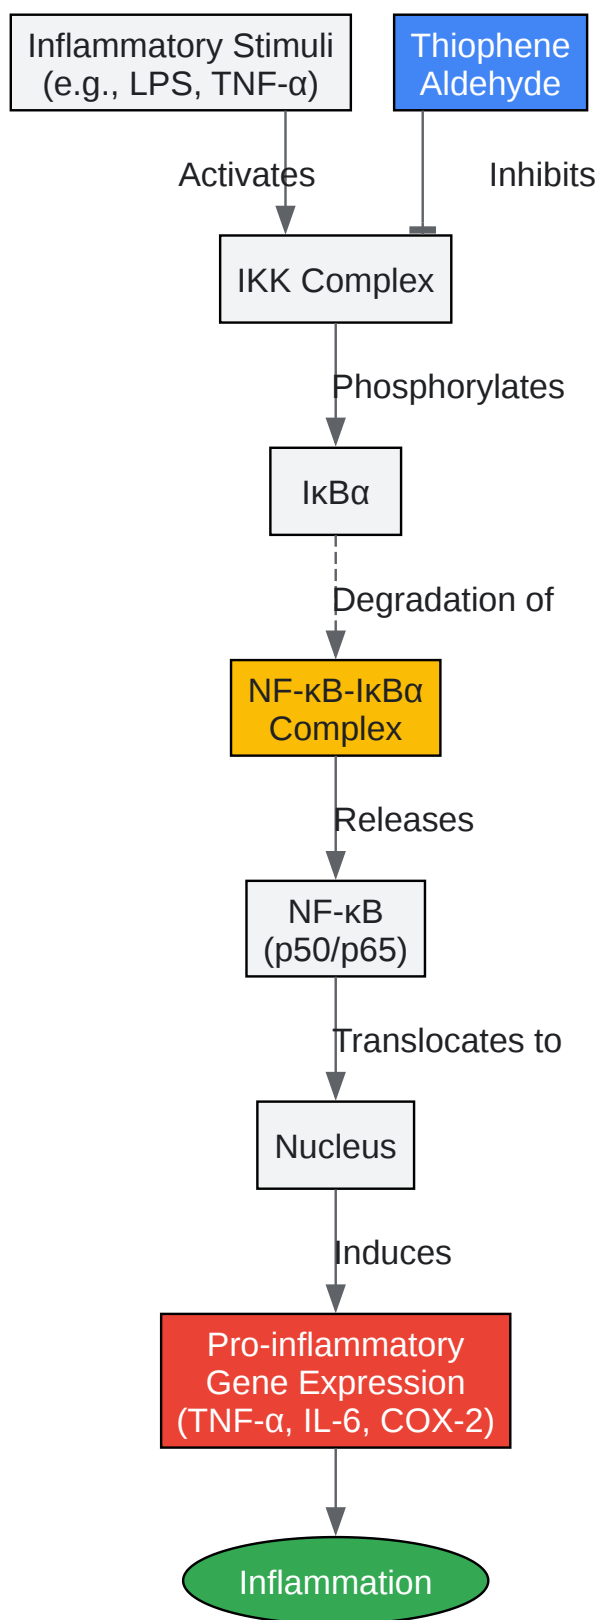 Inflammatory Stimuli
(e.g., LPS, TNF-α)
Thiophene
Aldehyde
Activates
Inhibits
IKK Complex
Phosphorylates
IκBα
Degradation of
NF-κB-IκBα
Complex
Releases
NF-κB
(p50/p65)
Translocates to
Nucleus
Induces
Pro-inflammatory
Gene Expression
(TNF-α, IL-6, COX-2)
Inflammation